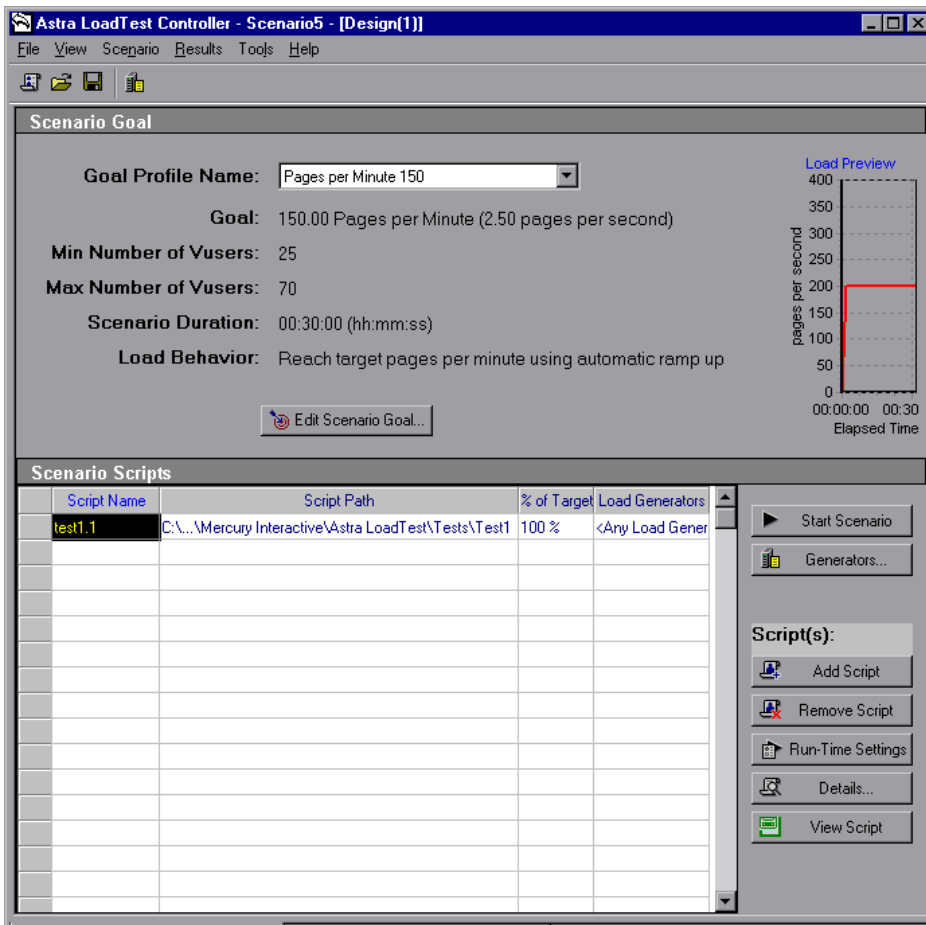 Astra LoadTest Controller - Scenario5 - [Design(1)]
File View Scenario Results Tools Help
Scenario Goal
Goal Profile Name: Pages per Minute 150
Goal: 150.00 Pages per Minute (2.50 pages per second)
Min Number of Vusers: 25
Max Number of Vusers: 70
Scenario Duration: 00:30:00 (hh:mm:ss)
Load Behavior: Reach target pages per minute using automatic ramp up
Edit Scenario Goal...
Load Preview
pages per second
400
350
300
250
200
150
100
50
0
00:00:00 00:30
Elapsed Time
Scenario Scripts
Script Name Script Path % of Target Load Generators
test1.1 C:\...\Mercury Interactive\Astra LoadTest\Tests\Test1 100 % <Any Load Gener
Start Scenario
Generators...
Script(s):
Add Script
Remove Script
Run-Time Settings
Details...
View Script